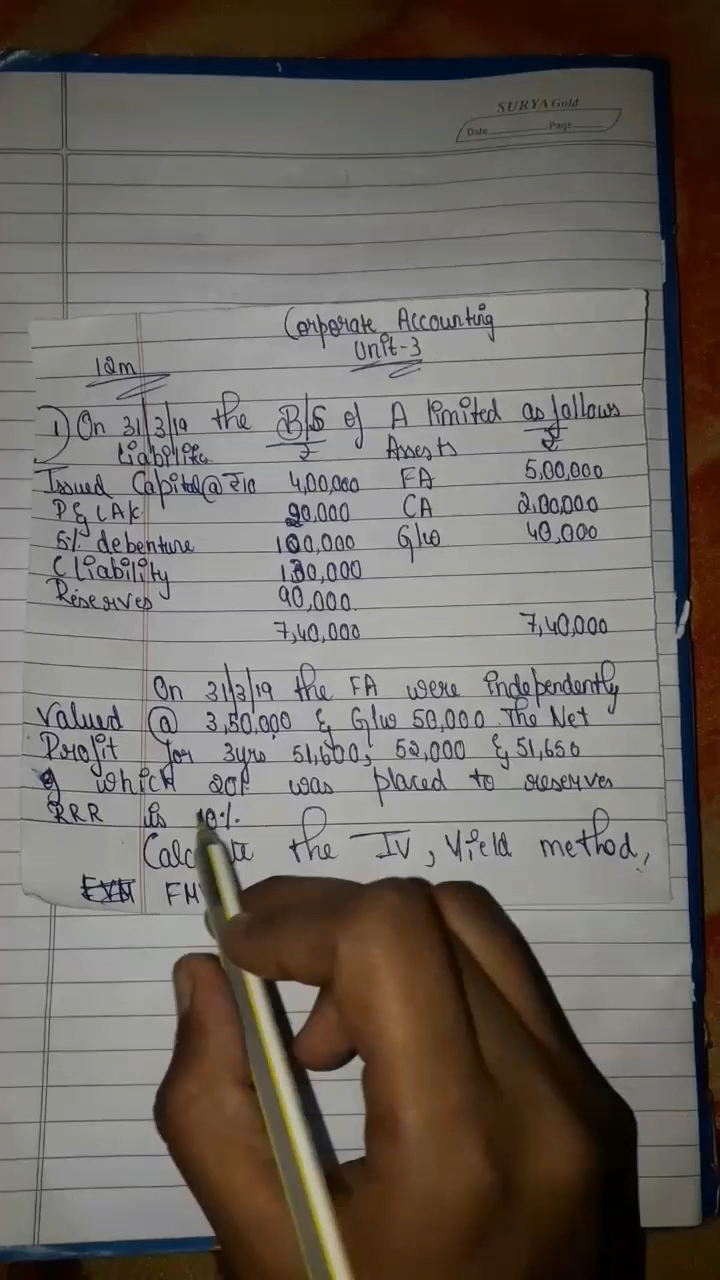 SURYA Gold
Date Page
Corporate Accounting
12m Unit-3
1) On 31/3/19 the B/S of A limited as follows
Liabilite ₹ Assests ₹
Issued Capital @ ₹10 4,00,000 FA 5,00,000
P & L A/c 20,000 CA 2,00,000
5% debenture 100,000 G/w 40,000
C liability 130,000
Reserves 90,000
7,40,000 7,40,000
On 31/3/19 the FA were independently
valued @ 3,50,000 & G/w 50,000 The Net
Profit for 3yrs 51,600, 52,000 & 51,650
of which 20% was placed to reserves
RRR is 10%.
the IV, Yield method,